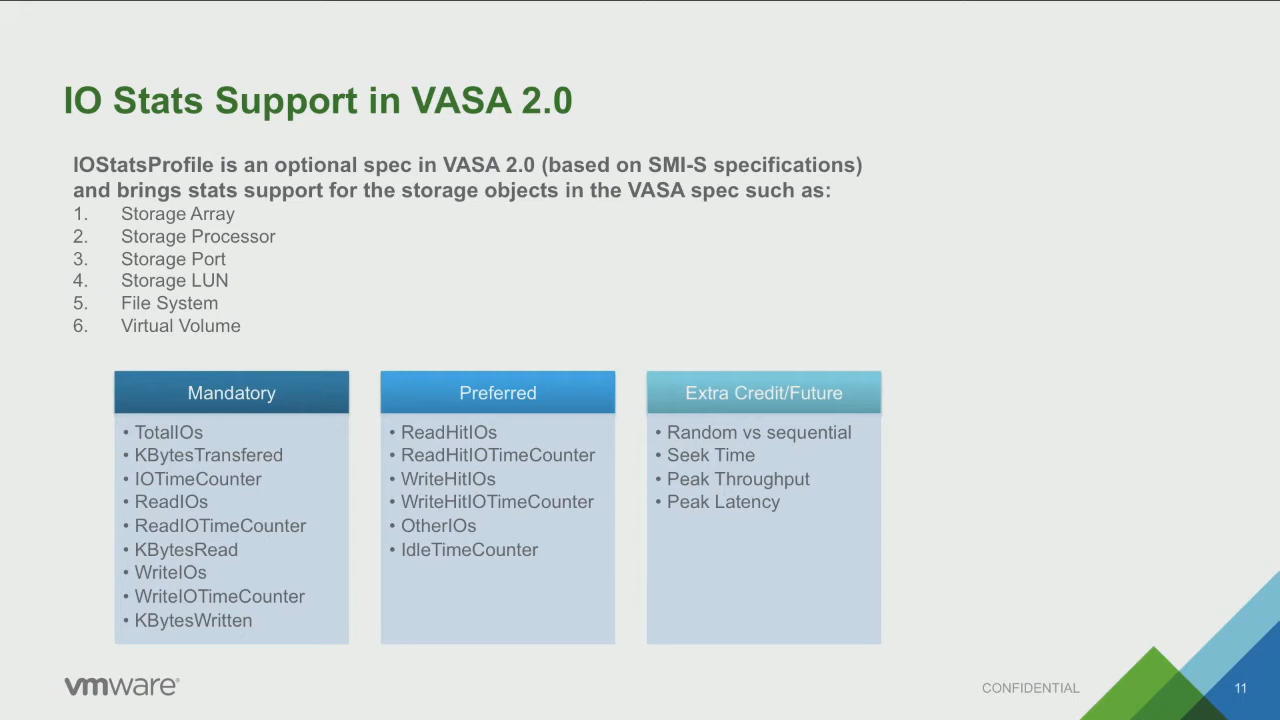 IO Stats Support in VASA 2.0
IOStatsProfile is an optional spec in VASA 2.0 (based on SMI-S specifications)
and brings stats support for the storage objects in the VASA spec such as:
1. Storage Array
2. Storage Processor
3. Storage Port
4. Storage LUN
5. File System
6. Virtual Volume
Mandatory
• TotalIOs
• KBytesTransfered
• IOTimeCounter
• ReadIOs
• ReadIOTimeCounter
• KBytesRead
• WriteIOs
• WriteIOTimeCounter
• KBytesWritten
Preferred
• ReadHitIOs
• ReadHitIOTimeCounter
• WriteHitIOs
• WriteHitIOTimeCounter
• OtherIOs
• IdleTimeCounter
Extra Credit/Future
• Random vs sequential
• Seek Time
• Peak Throughput
• Peak Latency
vmware®
CONFIDENTIAL
11